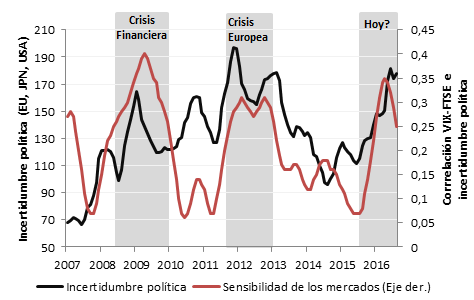 Crisis
Financiera
Crisis
Europea
Hoy?
Incertidumbre política (EU, JPN, USA)
210
190
170
150
130
110
90
70
50
0,45
0,4
0,35
0,3
0,25
0,2
0,15
0,1
0,05
0
Corrrelación VIX-FTSE e
incertidumbre política
2007 2008 2009 2010 2011 2012 2013 2014 2015 2016
Incertidumbre política
Sensibilidad de los mercados (Eje der.)